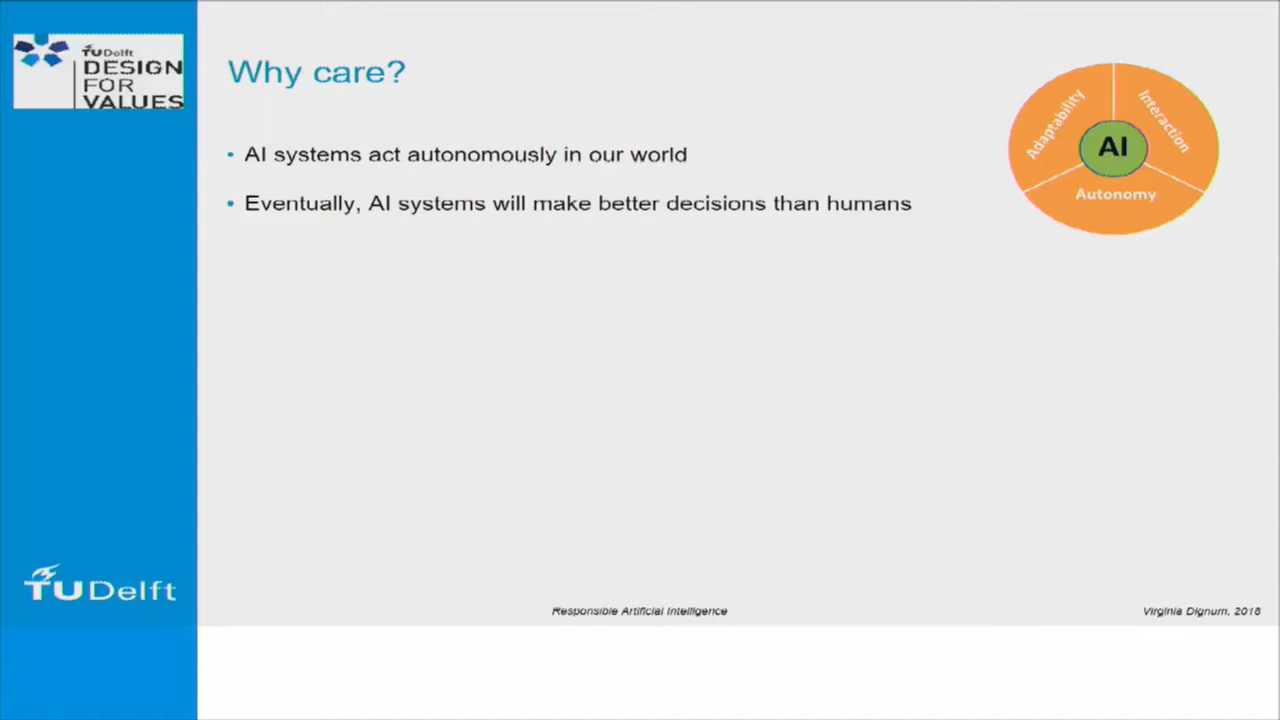 TU Delft
DESIGN
FOR
VALUES
Why care?
• AI systems act autonomously in our world
• Eventually, AI systems will make better decisions than humans
Adaptability
Interaction
AI
Autonomy
TU Delft
Responsible Artificial Intelligence
Virginia Dignum, 2018